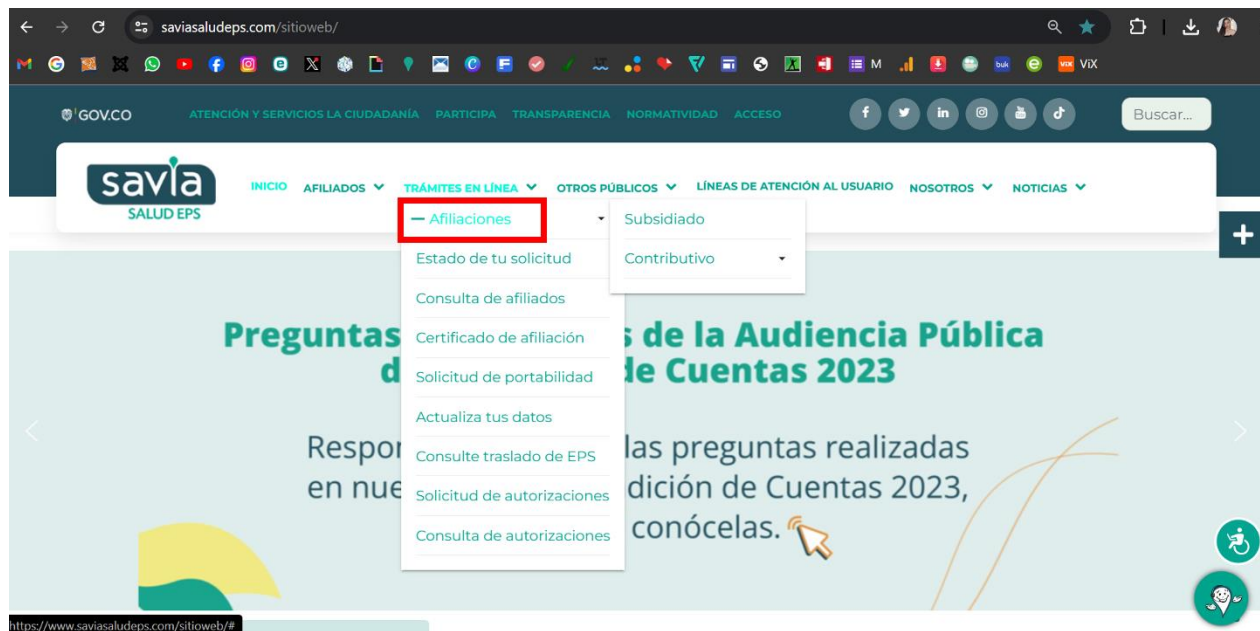 saviasaludeps.com/sitioweb/
M
buk
ViX
ViX
GOV.CO
ATENCIÓN Y SERVICIOS LA CIUDADANÍA PARTICIPA TRANSPARENCIA NORMATIVIDAD ACCESO
Buscar...
savia
SALUD EPS
INICIO AFILIADOS TRÁMITES EN LÍNEA OTROS PÚBLICOS LÍNEAS DE ATENCIÓN AL USUARIO NOSOTROS NOTICIAS
Afiliaciones
Estado de tu solicitud
Consulta de afiliados
Certificado de afiliación
Solicitud de portabilidad
Actualiza tus datos
Consulte traslado de EPS
Solicitud de autorizaciones
Consulta de autorizaciones
Subsidiado
Contributivo
Preguntas s de la Audiencia Pública
de Cuentas 2023
Respon las preguntas realizadas
en nue dición de Cuentas 2023,
conócelas.
https://www.saviasaludeps.com/sitioweb/#